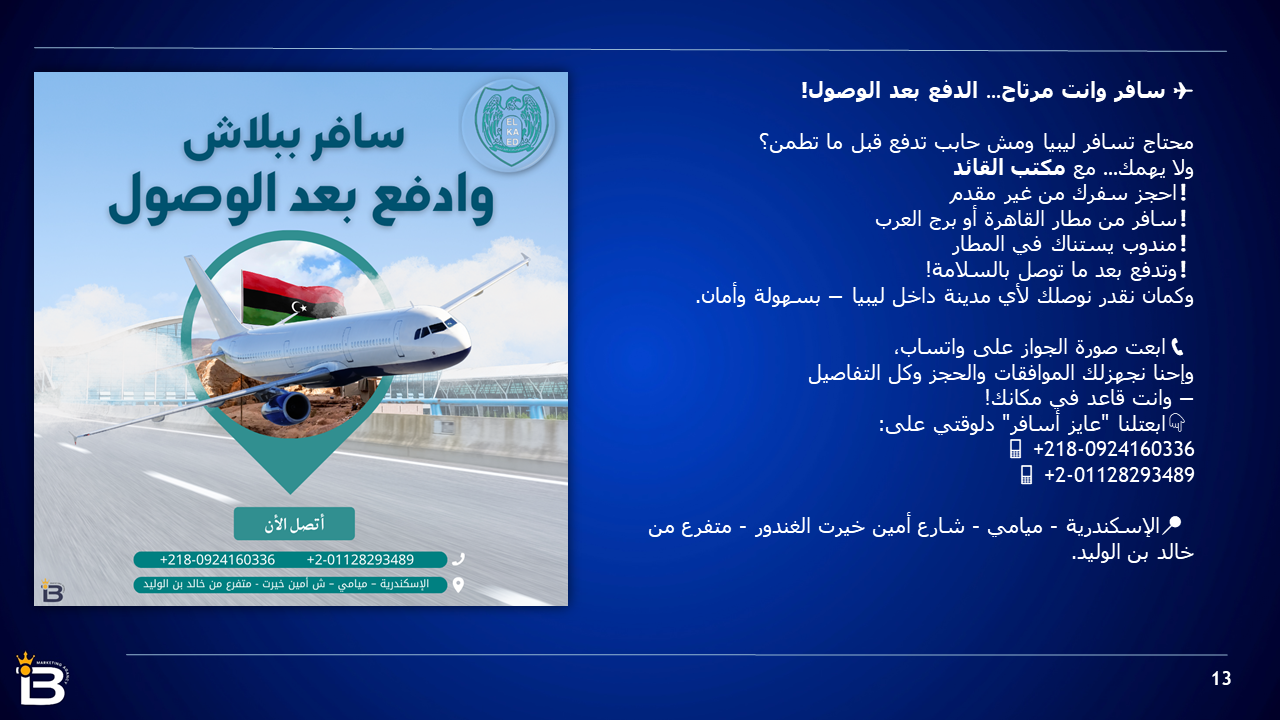 ✈ سافر وانت مرتاح... الدفع بعد الوصول!
محتاج تسافر ليبيا ومش حابب تدفع قبل ما تطمن؟
ولا يهمك... مع مكتب القائد
!احجز سفرك من غير مقدم
!سافر من مطار القاهرة أو برج العرب
!مندوب يستناك في المطار
!وتدفع بعد ما توصل بالسلامة!
وكمان نقدر نوصلك لأي مدينة داخل ليبيا – بسهولة وأمان.
📞ابعت صورة الجواز على واتساب،
وإحنا نجهزلك الموافقات والحجز وكل التفاصيل
– وانت قاعد في مكانك!
👇ابعتلنا "عايز أسافر" دلوقتي على:
📱 +218-0924160336
📱 +2-01128293489
📍الإسكندرية - ميامي - شارع أمين خيرت الغندور - متفرع من
خالد بن الوليد.
EL
KA
ED
سافر ببلاش
وادفع بعد الوصول
أتصل الأن
+218-0924160336 +2-01128293489
الإسكندرية – ميامي – ش أمين خيرت - متفرع من خالد بن الوليد
B
B
MARKETING AGENCY
13